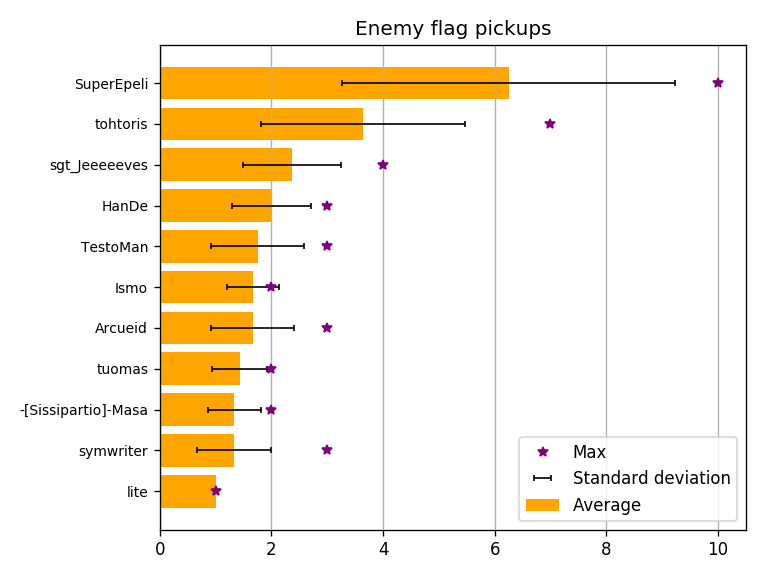 Enemy flag pickups
SuperEpeli
tohtoris
sgt_Jeeeeeves
HanDe
TestoMan
Ismo
Arcueid
tuomas
-[Sissipartio]-Masa
symwriter
lite
Max
Standard deviation
Average
0 2 4 6 8 10